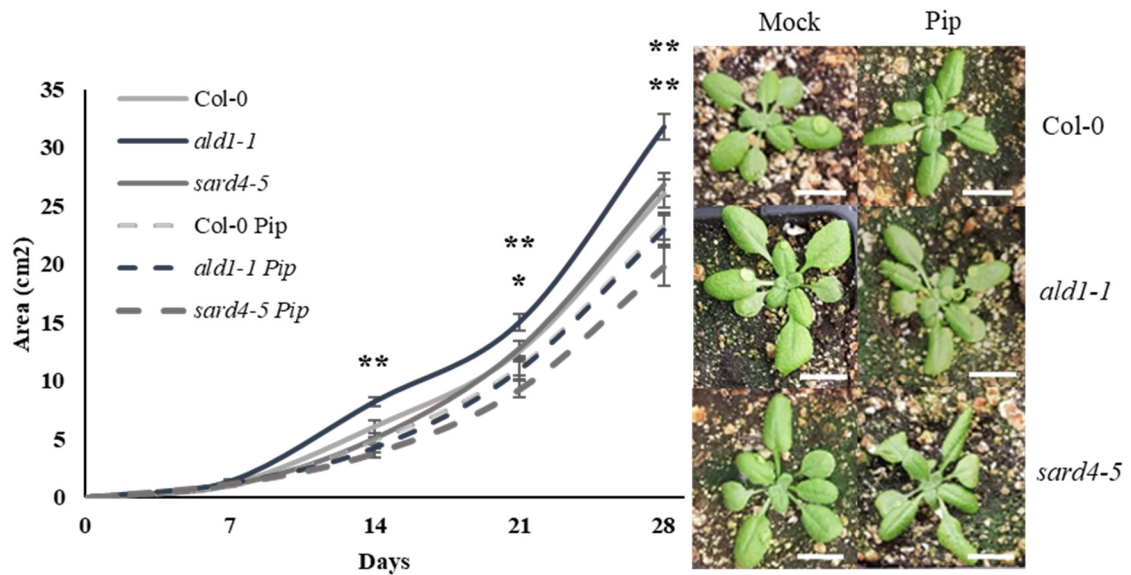 Mock
Pip
**
**
35
30
25
20
15
10
5
0
Area (cm2)
Col-0
ald1-1
sard4-5
Col-0 Pip
ald1-1 Pip
sard4-5 Pip
**
*
**
0
7
14
21
28
Days
Col-0
ald1-1
sard4-5